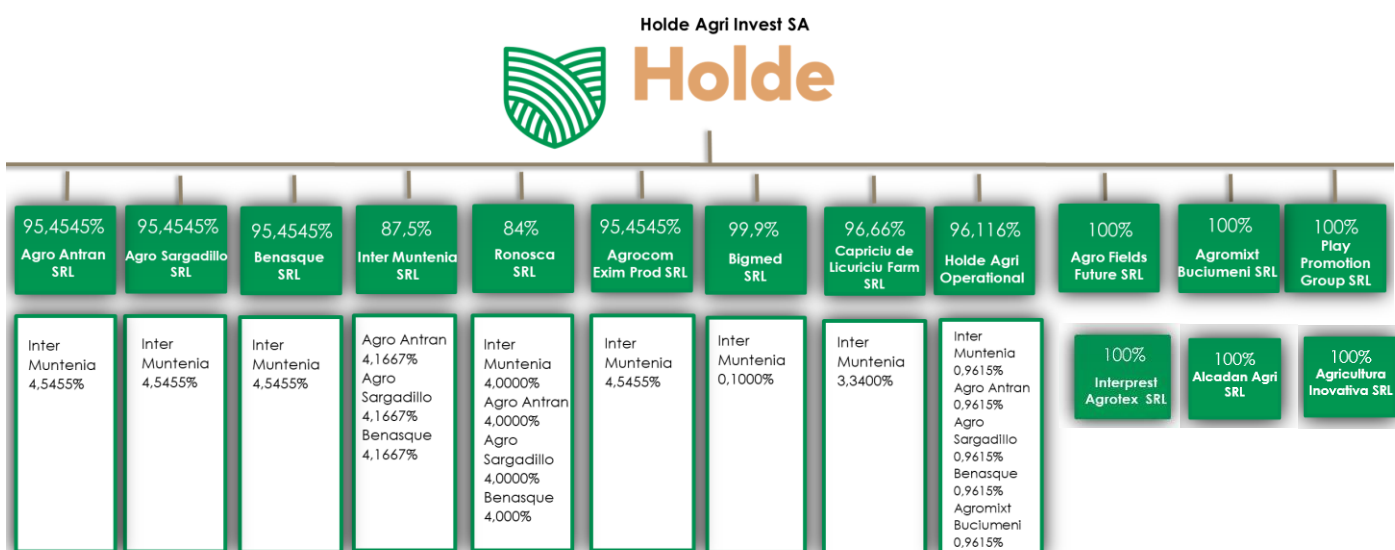 Holde Agri Invest SA
Holde
95,4545%
Agro Antran
SRL
95,4545%
Agro Sargadillo
SRL
95,4545%
Benasque
SRL
87,5%
Inter Muntenia
SRL
84%
Ronosca
SRL
95,4545%
Agrocom
Exim Prod SRL
99,9%
Bigmed
SRL
96,66%
Capriciu de
Licuriciu Farm
SRL
96,116%
Holde Agri
Operational
100%
Agro Fields
Future SRL
100%
Agromixt
Buciumeni SRL
100%
Play
Promotion
Group SRL
Inter
Muntenia
4,5455%
Inter
Muntenia
4,5455%
Inter
Muntenia
4,5455%
Agro Antran
4,1667%
Agro
Sargadillo
4,1667%
Benasque
4,1667%
Inter
Muntenia
4,0000%
Agro Antran
4,0000%
Agro
Sargadillo
4,0000%
Benasque
4,000%
Inter
Muntenia
4,5455%
Inter
Muntenia
0,1000%
Inter
Muntenia
3,3400%
Inter
Muntenia
0,9615%
Agro Antran
0,9615%
Agro
Sargadillo
0,9615%
Benasque
0,9615%
Agromixt
Buciumeni
0,9615%
100%
Interprest
Agrotex SRL
100%
Alcadan Agri
SRL
100%
Agricultura
Inovativa SRL